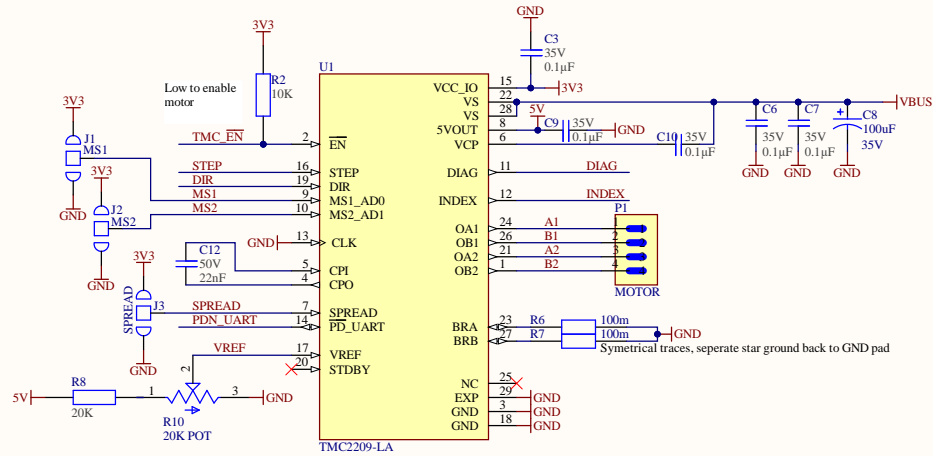 GND
3V3
C3
35V
0.1µF
U1
R2
10K
Low to enable
motor
15
VCC_IO
3V3
22
VS
28
VS
VBUS
3V3
J1
MS1
GND
5V
8
5VOUT
C9
35V
0.1µF
GND
6
VCP
C10
35V
0.1µF
C6
35V
0.1µF
GND
C7
35V
0.1µF
GND
+
C8
100uF
35V
GND
TMC_EN
2
EN
STEP
16
STEP
DIR
19
DIR
MS1
9
MS1_AD0
MS2
10
MS2_AD1
3V3
J2
MS2
GND
11
DIAG
DIAG
12
INDEX
INDEX
P1
GND
13
CLK
C12
50V
22nF
5
CPI
4
CPO
24
OA1
A1
1
26
OB1
B1
2
21
OA2
A2
3
1
OB2
B2
4
MOTOR
3V3
SPREAD
J3
GND
SPREAD
7
SPREAD
PDN_UART
14
PD_UART
23
BRA
R6
100m
27
BRB
R7
100m
GND
Symetrical traces, seperate star ground back to GND pad
VREF
17
VREF
20
STDBY
25
NC
29
EXP
GND
3
GND
GND
18
GND
GND
5V
R8
20K
1
2
3
GND
R10
20K POT
TMC2209-LA